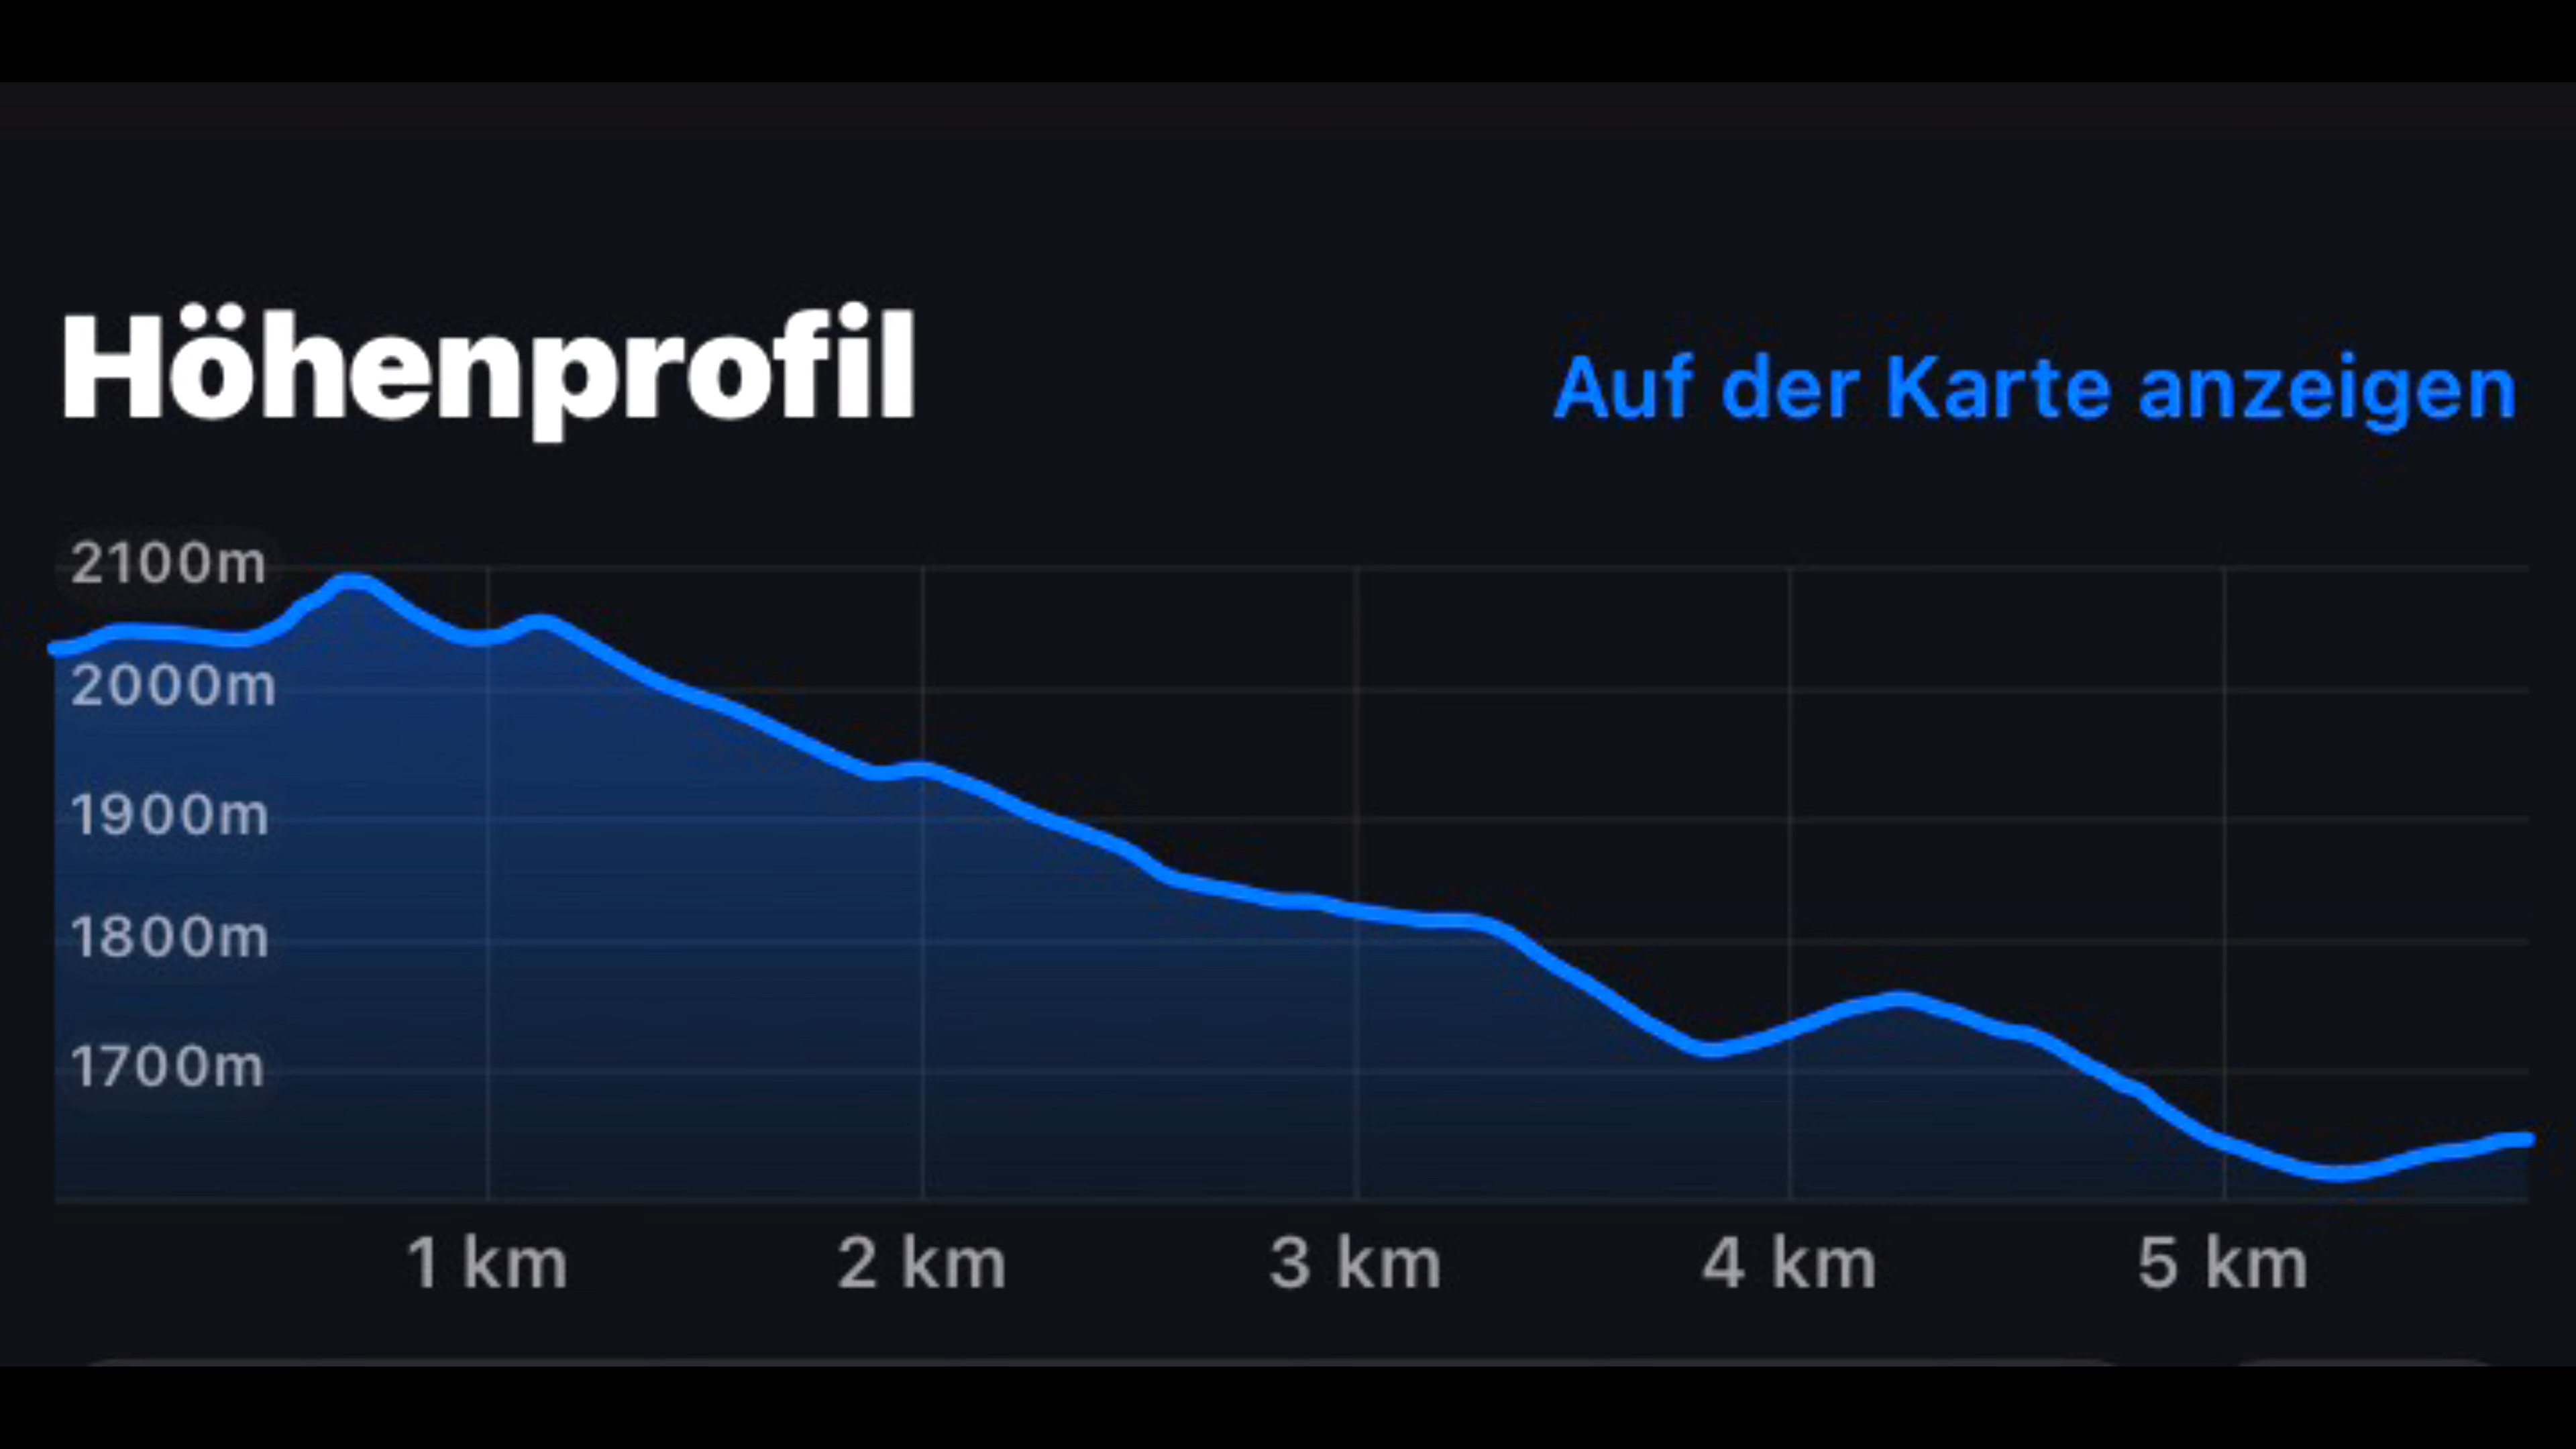 Höhenprofil
Auf der Karte anzeigen
2100m
2000m
1900m
1800m
1700m
1 km 2 km 3 km 4 km 5 km